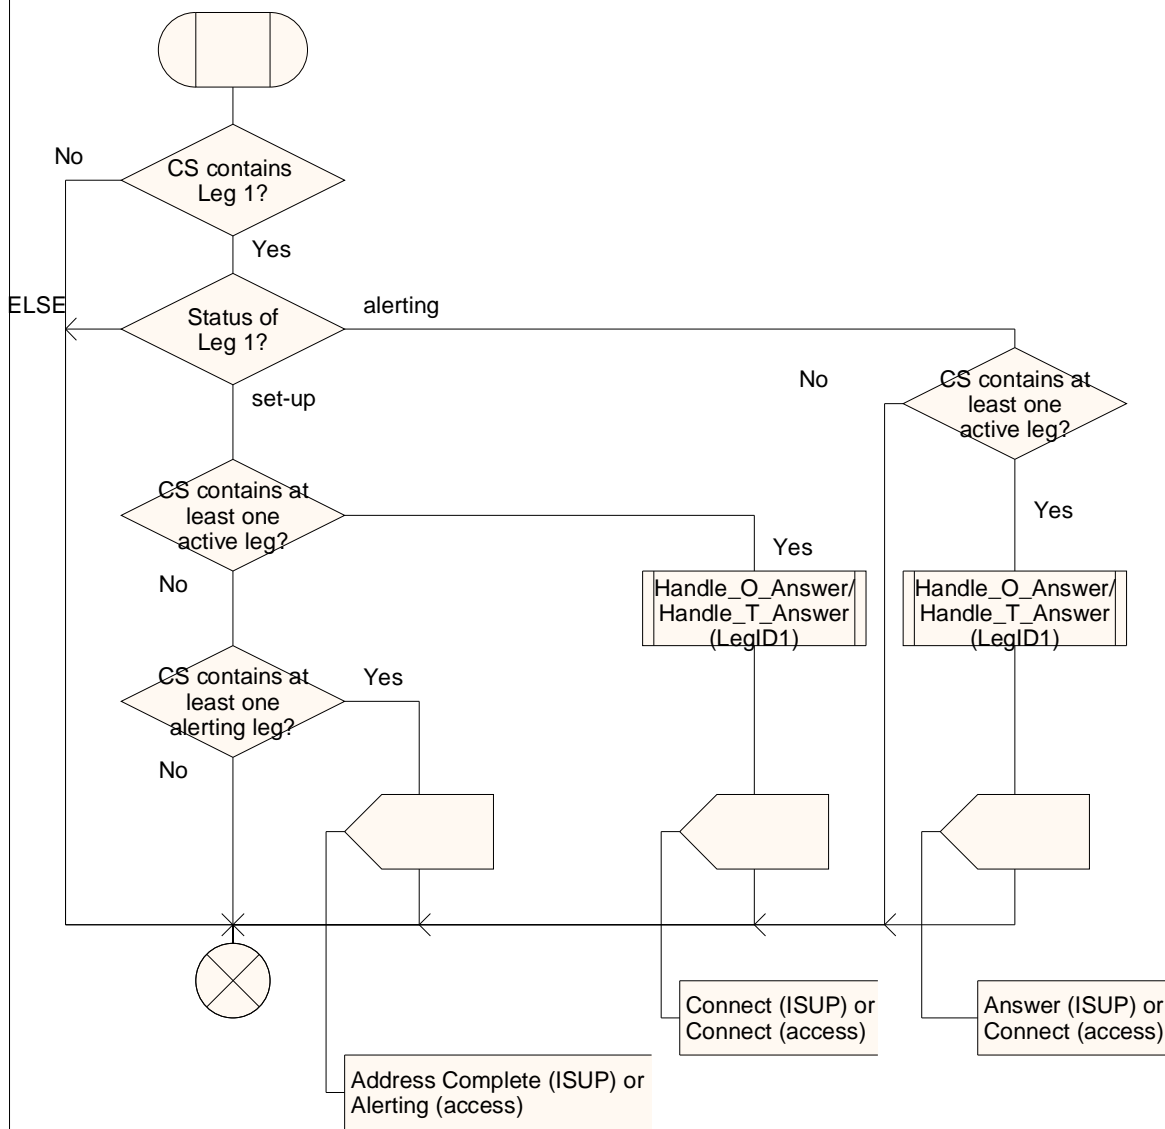 No
CS contains
Leg 1?
Yes
ELSE
Status of
Leg 1?
alerting
set-up
No
CS contains at
least one
active leg?
CS contains at
least one
active leg?
Yes
Yes
No
Handle_O_Answer/
Handle_T_Answer
(LegID1)
Handle_O_Answer/
Handle_T_Answer
(LegID1)
CS contains at
least one
alerting leg?
Yes
No
Connect (ISUP) or
Connect (access)
Answer (ISUP) or
Connect (access)
Address Complete (ISUP) or
Alerting (access)